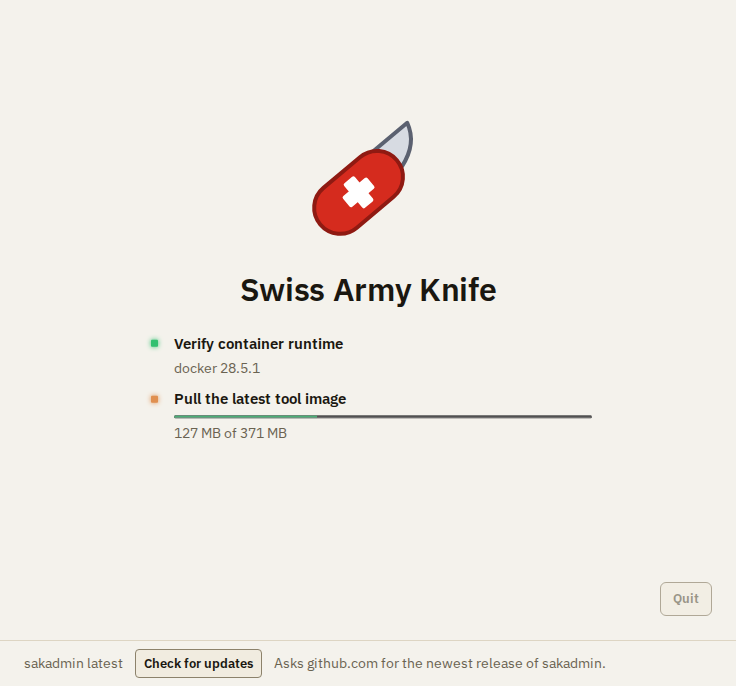 Swiss Army Knife
Verify container runtime
docker 28.5.1
Pull the latest tool image
127 MB of 371 MB
Quit
sakadmin latest Check for updates Asks github.com for the newest release of sakadmin.